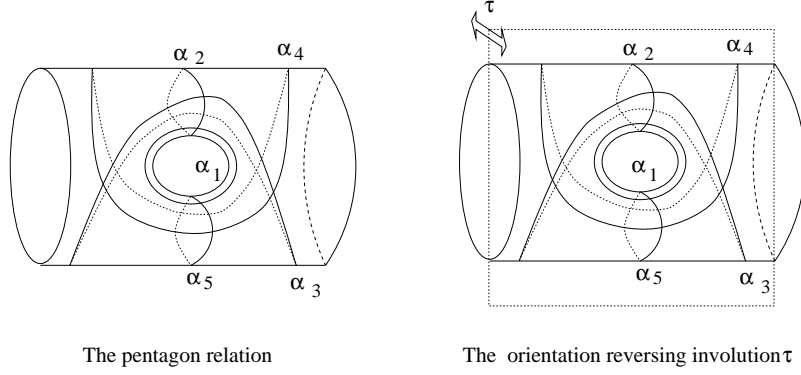 τ
α 2 α 4 α 2 α 4
α 1 α 1
α 5 α 3 α 5 α 3
The pentagon relation The orientation reversing involution τ